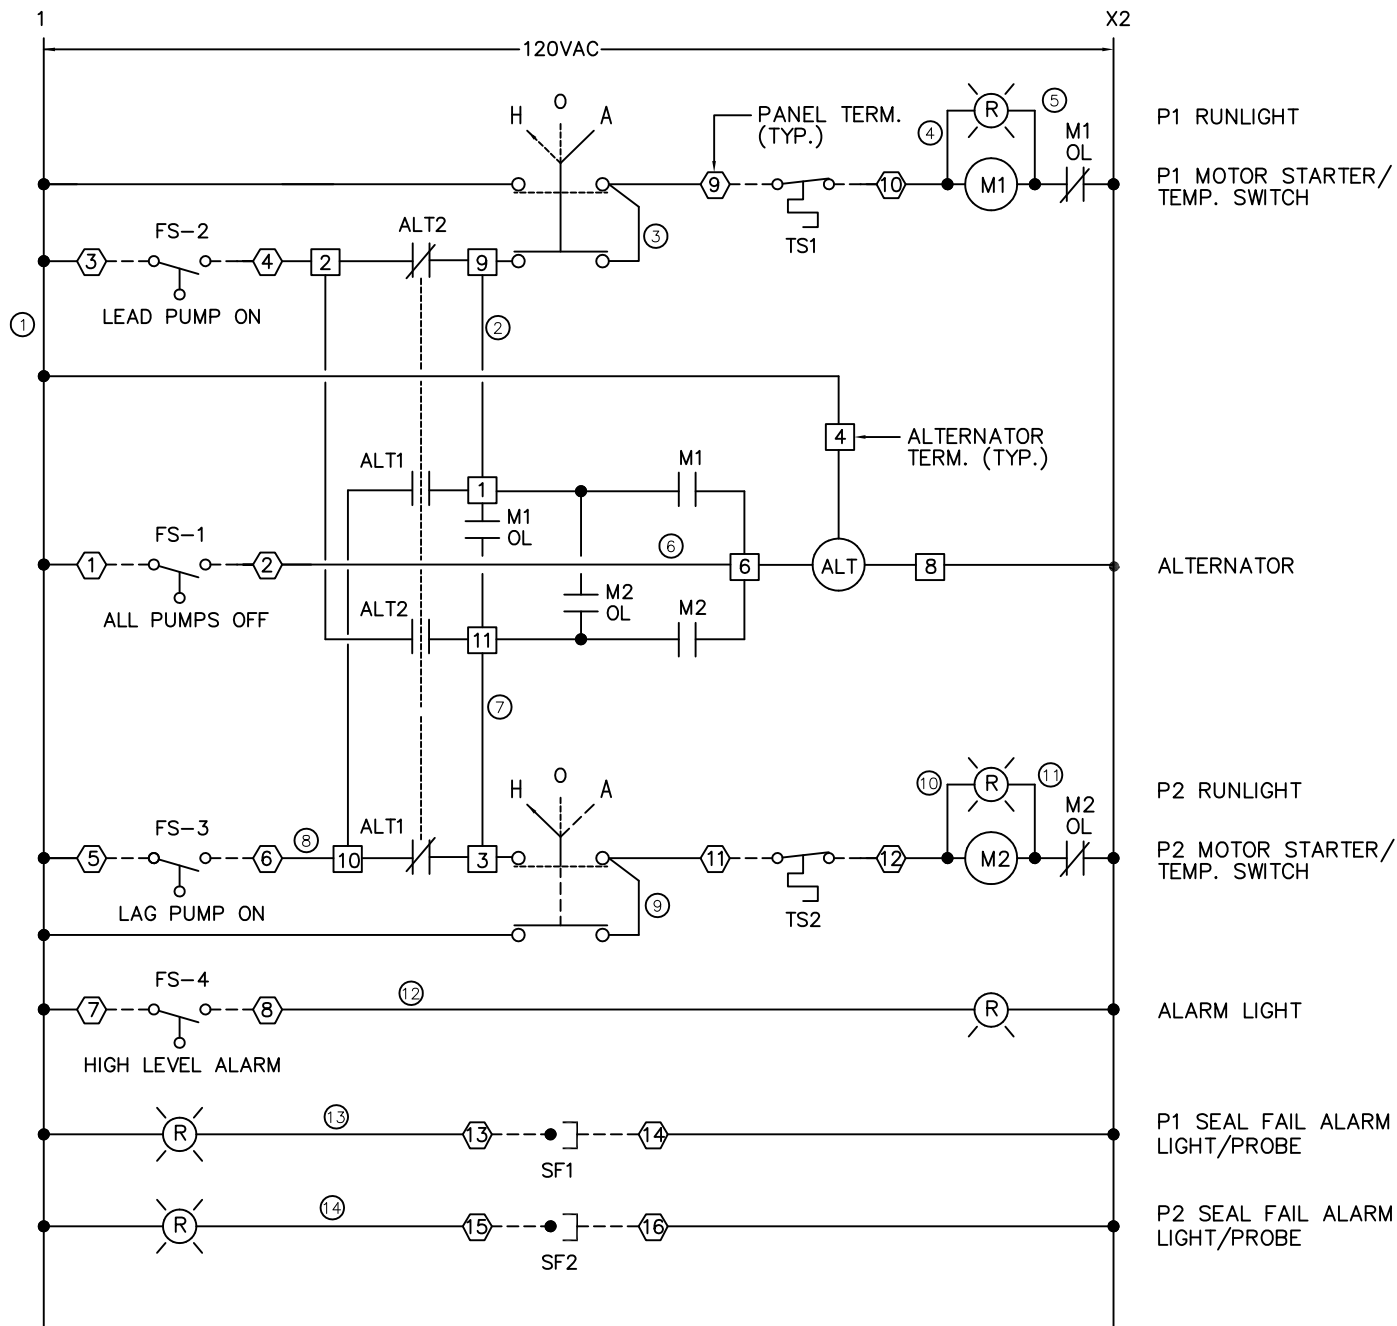 1
X2
120VAC
H O A
PANEL TERM.
(TYP.)
R
5
4
M1
OL
P1 RUNLIGHT
9
10
M1
P1 MOTOR STARTER/
TEMP. SWITCH
TS1
3
FS-2
ALT2
3
4
2
9
LEAD PUMP ON
1
2
4
ALTERNATOR
TERM. (TYP.)
ALT1
M1
1
M1
OL
FS-1
6
1
2
6
ALT
8
ALTERNATOR
ALL PUMPS OFF
M2
OL
ALT2
M2
11
7
H O A
R
10
11
M2
OL
P2 RUNLIGHT
FS-3
8
ALT1
5
6
10
3
11
12
M2
P2 MOTOR STARTER/
TEMP. SWITCH
LAG PUMP ON
9
TS2
FS-4
12
7
8
R
ALARM LIGHT
HIGH LEVEL ALARM
13
R
13
14
P1 SEAL FAIL ALARM
LIGHT/PROBE
SF1
14
R
15
16
P2 SEAL FAIL ALARM
LIGHT/PROBE
SF2